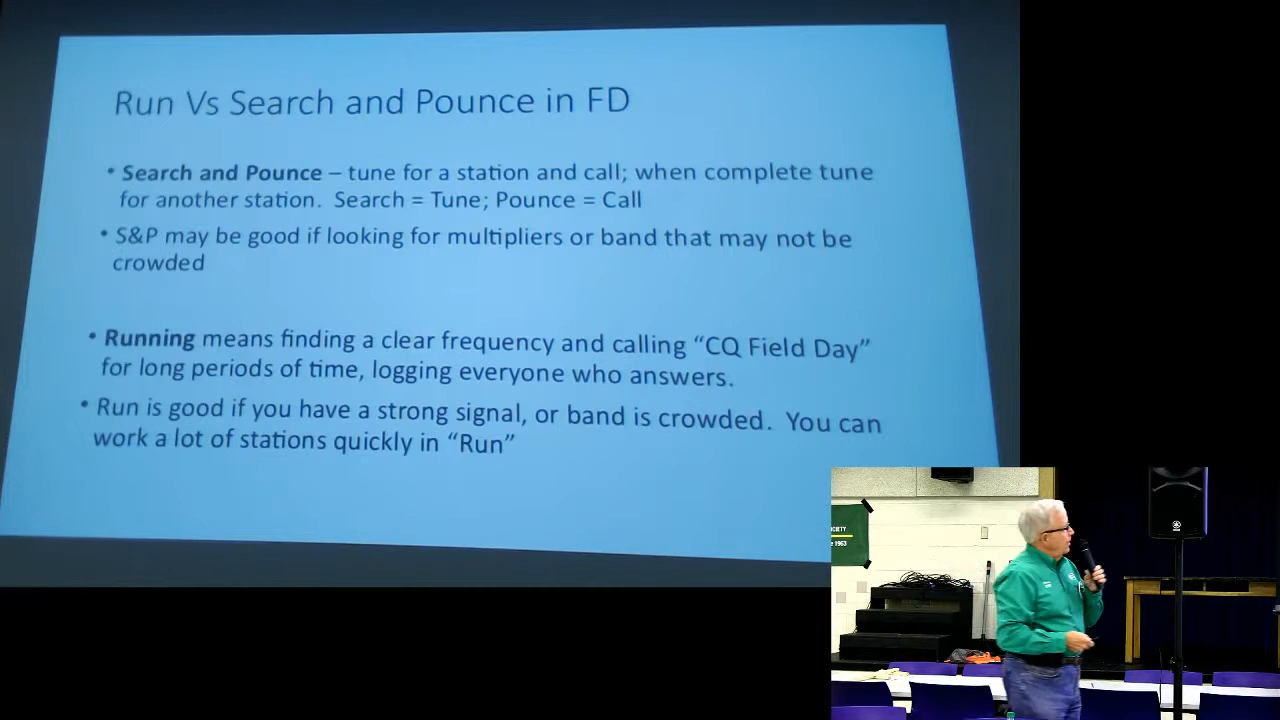 Run Vs Search and Pounce in FD
• Search and Pounce – tune for a station and call; when complete tune
for another station.  Search = Tune; Pounce = Call
• S&P may be good if looking for multipliers or band that may not be
crowded
• Running means finding a clear frequency and calling “CQ Field Day”
for long periods of time, logging everyone who answers.
• Run is good if you have a strong signal, or band is crowded.  You can
work a lot of stations quickly in “Run”
1963